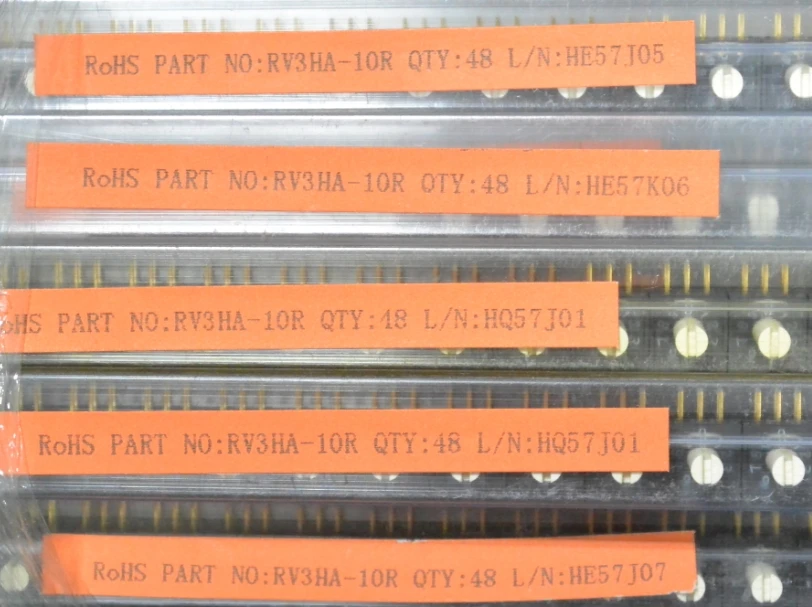 RoHS PART NO:RV3HA-10R QTY:48 L/N:HE57J05
RoHS PART NO:RV3HA-10R QTY:48 L/N:HE57K06
oHS PART NO:RV3HA-10R QTY:48 L/N:HQ57J01
RoHS PART NO:RV3HA-10R QTY:48 L/N:HQ57J01
RoHS PART NO:RV3HA-10R QTY:48 L/N:HE57J07